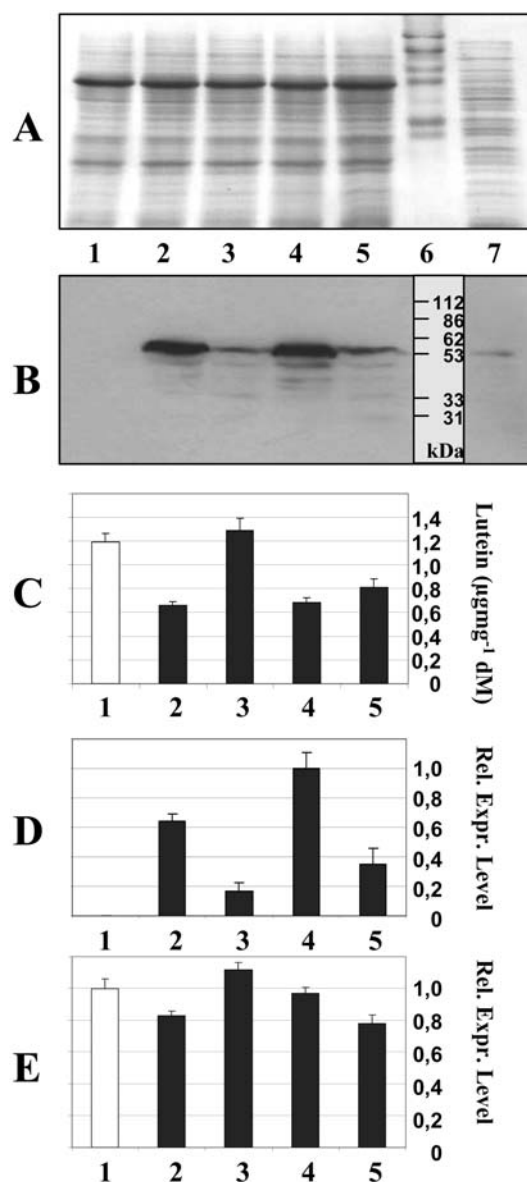 A
1 2 3 4 5 6 7
B
112
86
62
53
33
31
kDa
C
1,4
1,2
1,0
0,8
0,6
0,4
0,2
0
Lutein (µgmg-1 dM)
1 2 3 4 5
D
1,0
0,8
0,6
0,4
0,2
0
Rel. Expr. Level
1 2 3 4 5
E
1,0
0,8
0,6
0,4
0,2
0
Rel. Expr. Level
1 2 3 4 5